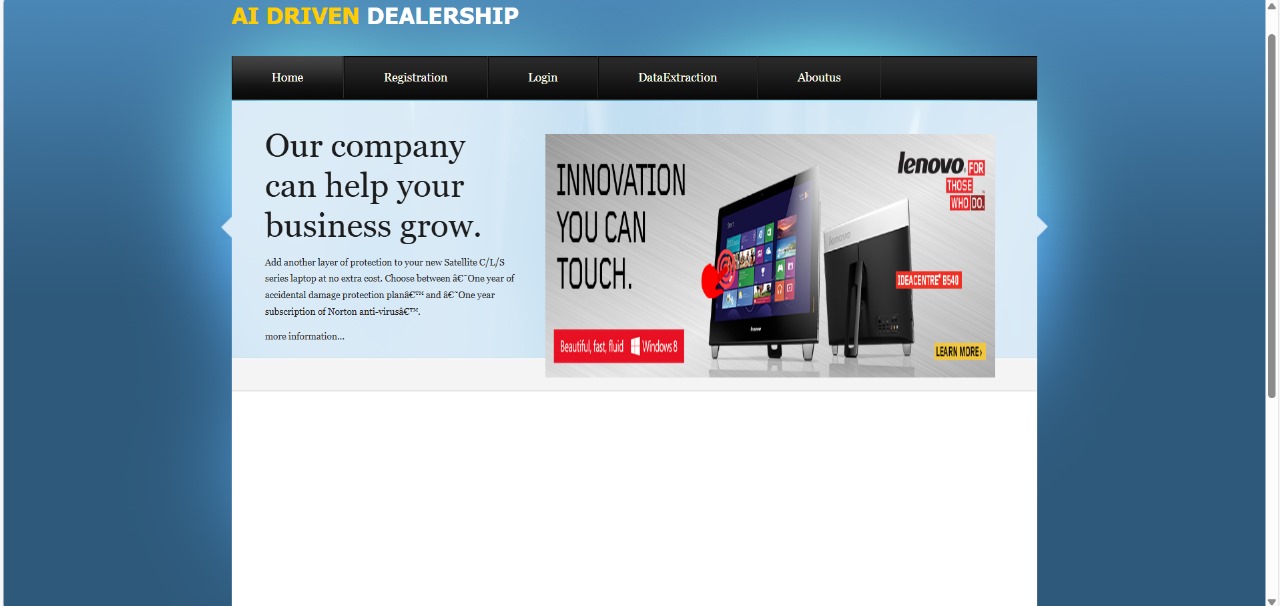 AI DRIVEN DEALERSHIP
Home Registration Login DataExtraction Aboutus
Our company
can help your
business grow.
Add another layer of protection to your new Satellite C/L/S
series laptop at no extra cost. Choose between â€˜One year of
accidental damage protection planâ€™ and â€˜One year
subscription of Norton anti-virusâ€™.
more information...
INNOVATION
YOU CAN
TOUCH.
Beautiful, fast, fluid Windows 8
lenovo FOR
THOSE
WHO DO.
Start
lenovo
lenovo
IDEACENTRE® B540
LEARN MORE›